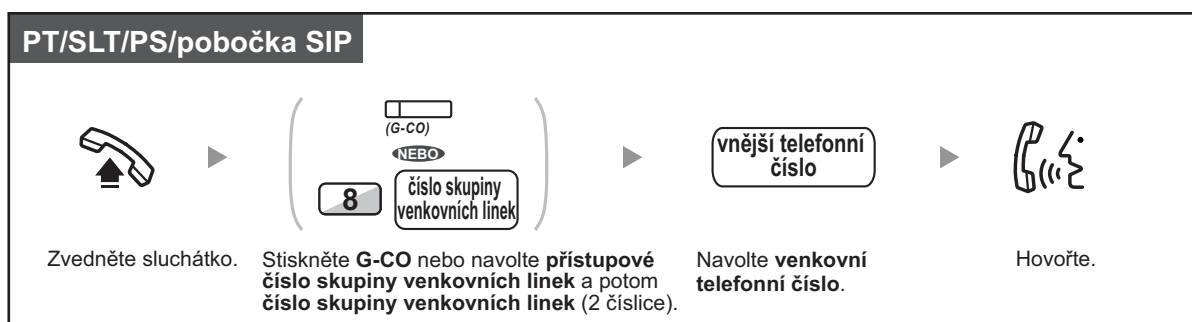 PT/SLT/PS/pobočka SIP
(G-CO)
NEBO
8
číslo skupiny
venkovních linek
vnější telefonní
číslo
Zvedněte sluchátko.
Stiskněte G-CO nebo navolte přístupové
číslo skupiny venkovních linek a potom
číslo skupiny venkovních linek (2 číslice).
Navolte venkovní
telefonní číslo.
Hovořte.